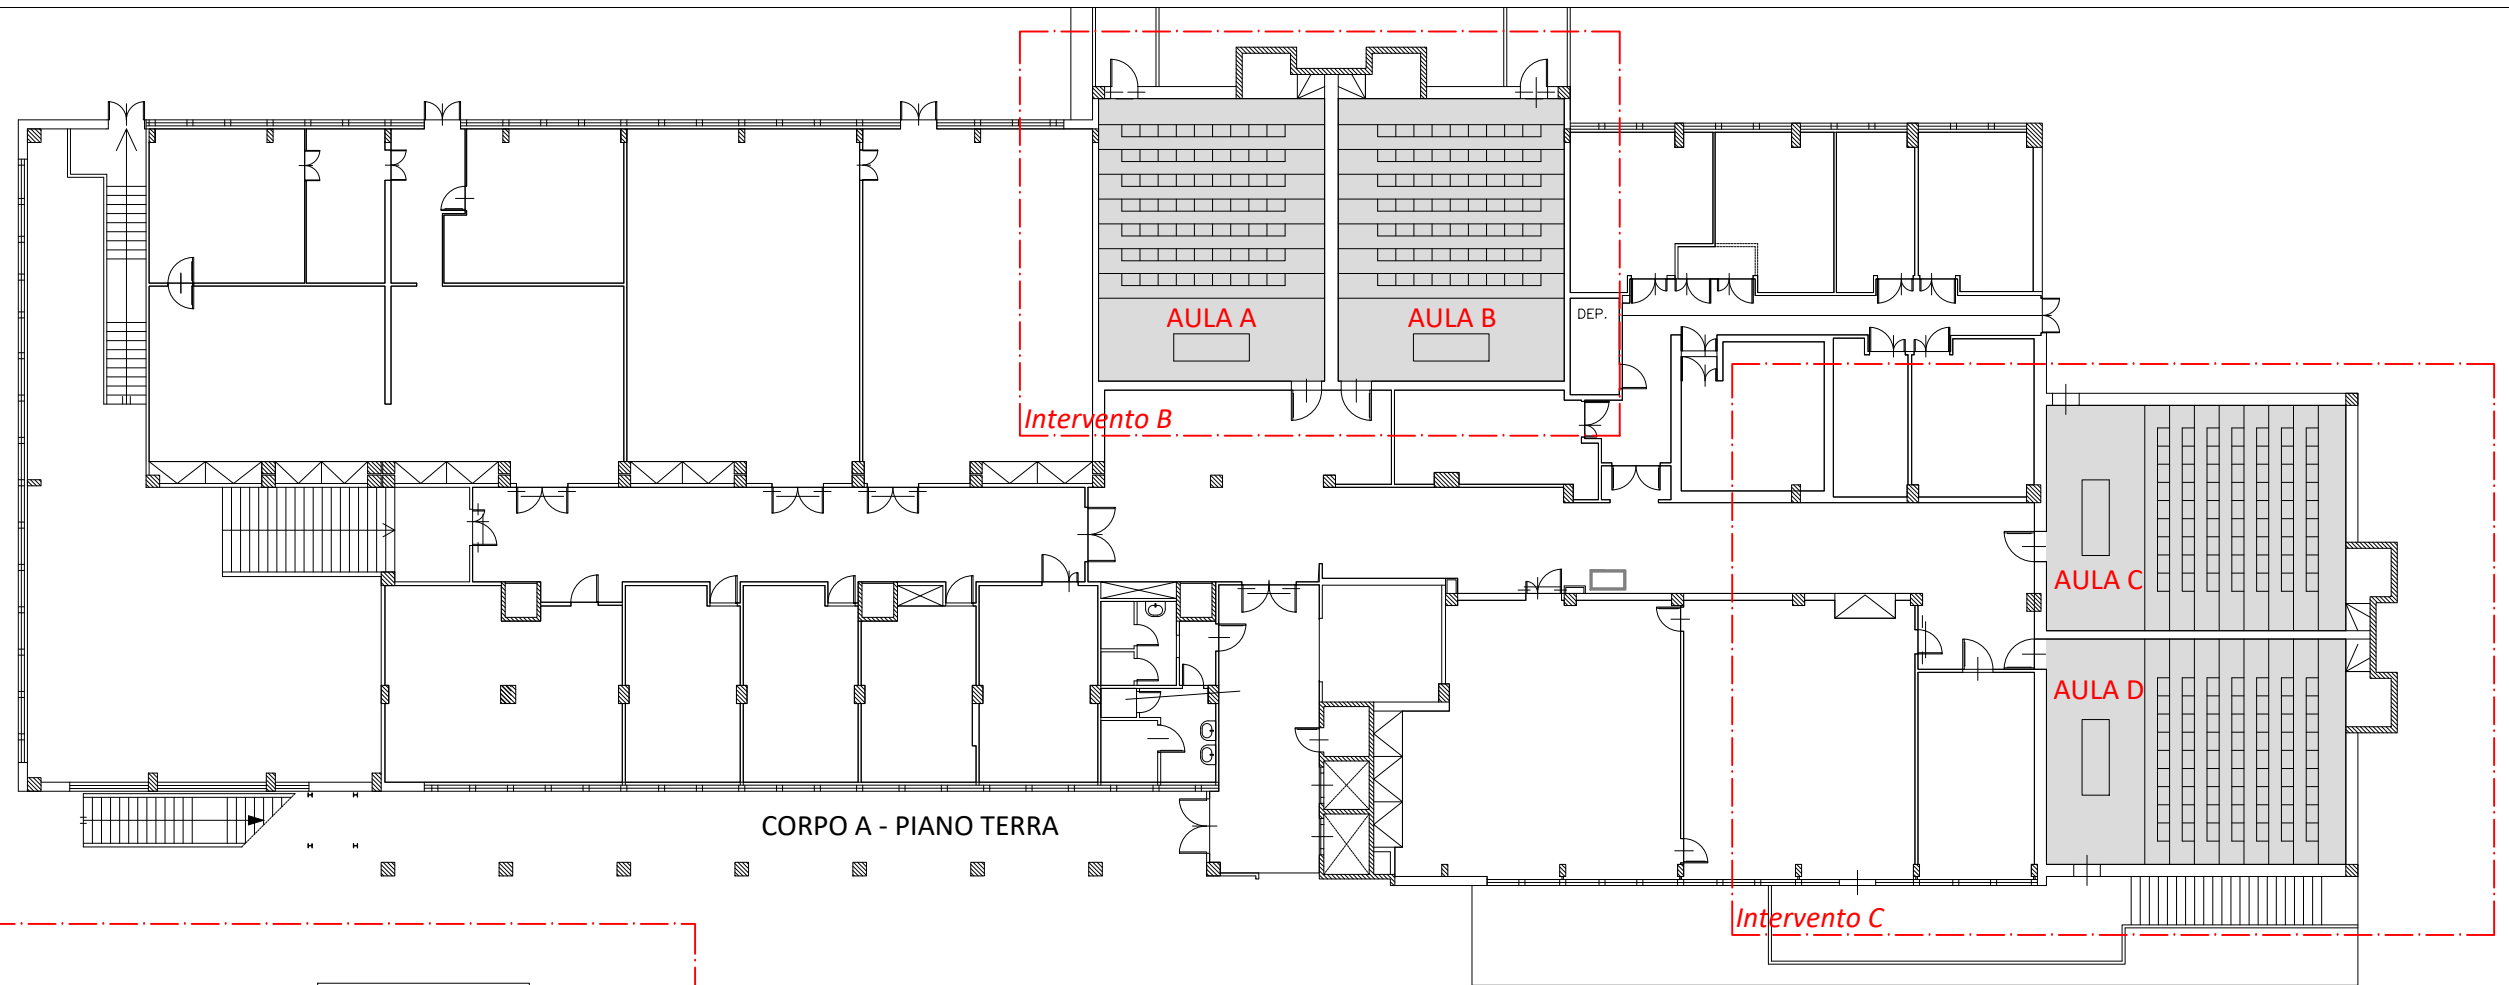 AULA A
AULA B
DEP.
Intervento B
AULA C
AULA D
CORPO A - PIANO TERRA
Intervento C